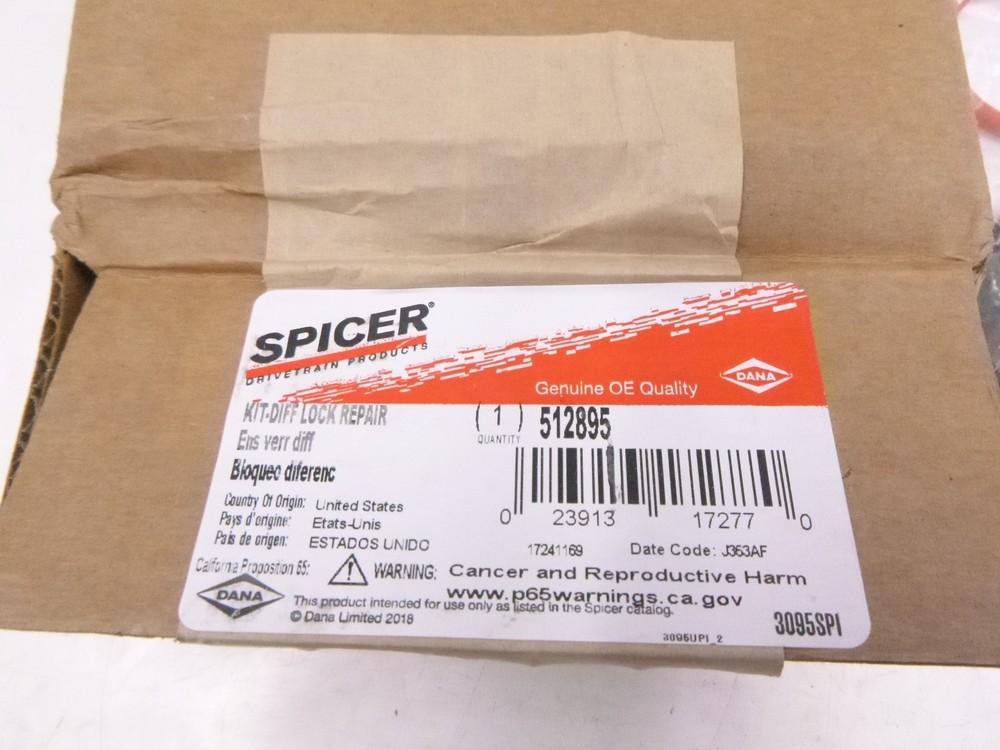 SPICER®
DRIVETRAIN PRODUCTS
Genuine OE Quality
DANA
KIT-DIFF LOCK REPAIR
Ens verr diff
Bloqueo diferenc
( 1 )
QUANTITY
512895
Country Of Origin: United States
Pays d'origine: Etats-Unis
Pais de origen: ESTADOS UNIDO
0 23913 17277 0
17241169
Date Code: J363AF
California Proposition 65:
WARNING: Cancer and Reproductive Harm
www.p65warnings.ca.gov
DANA
This product intended for use only as listed in the Spicer catalog.
© Dana Limited 2018
3095UPI_2
3095SPI